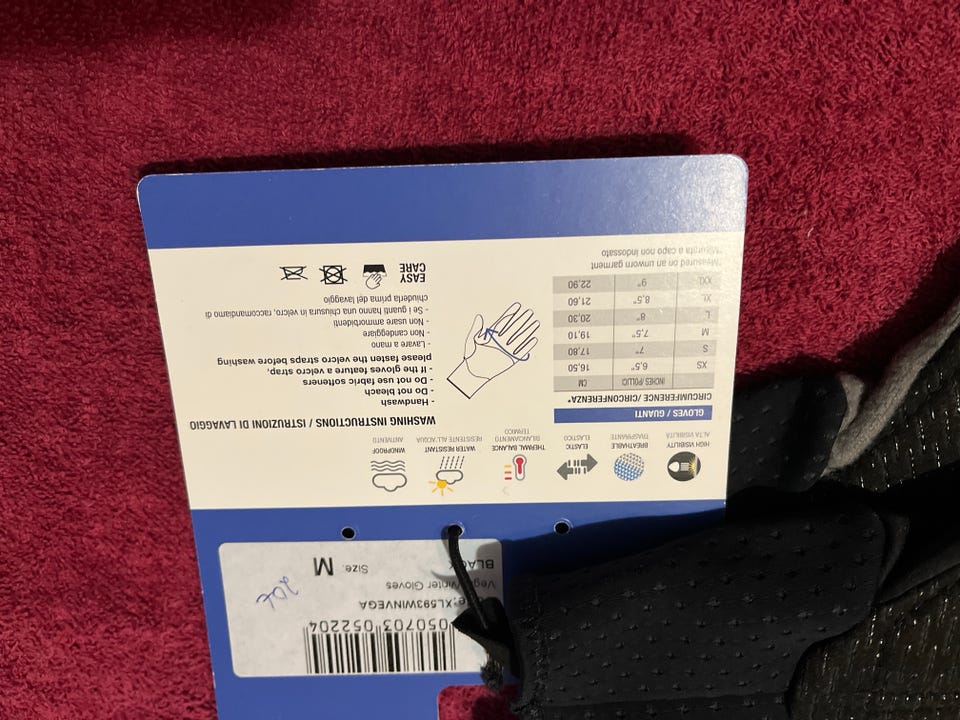 050703 052204
e: XL593WINVEGA
Vega Winter Gloves
BLACK
Size: M
20€
HIGH VISIBILITY
ALTA VISIBILITÀ
BREATHABLE
TRASPIRANTE
ELASTIC
ELASTICO
THERMAL BALANCE
BILANCIAMENTO
TERMICO
WATER RESISTANT
RESISTENTE ALL'ACQUA
WINDPROOF
ANTIVENTO
GLOVES / GUANTI
CIRCUMFERENCE / CIRCONFERENZA*
INCHES /POLLICI CM
XS 6,5" 16,50
S 7" 17,80
M 7,5" 19,10
L 8" 20,30
XL 8,5" 21,60
XXL 9" 22,90
*Measured on an unworn garment
*Misurata a capo non indossato
WASHING INSTRUCTIONS / ISTRUZIONI DI LAVAGGIO
- Handwash
- Do not bleach
- Do not use fabric softeners
- If the gloves feature a velcro strap,
please fasten the velcro straps before washing
- Lavare a mano
- Non candeggiare
- Non usare ammorbidenti
- Se i guanti hanno una chiusura in velcro, raccomandiamo di
chiuderla prima del lavaggio
EASY
CARE